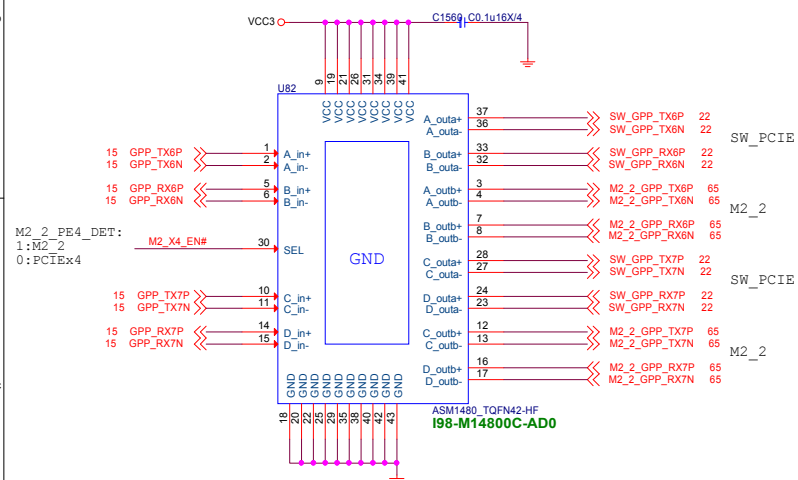 VCC3
C1560 C0.1u16X/4
U82
9 19 21 26 31 34 39 41
VCC VCC VCC VCC VCC VCC VCC VCC
A_outa+ 37 SW_GPP_TX6P 22
A_outa- 36 SW_GPP_TX6N 22
SW_PCIE
15 GPP_TX6P 1 A_in+ B_outa+ 33 SW_GPP_RX6P 22
15 GPP_TX6N 2 A_in- B_outa- 32 SW_GPP_RX6N 22
15 GPP_RX6P 5 B_in+ A_outb+ 3 M2_2_GPP_TX6P 65
15 GPP_RX6N 6 B_in- A_outb- 4 M2_2_GPP_TX6N 65
M2_2
B_outb+ 7 M2_2_GPP_RX6P 65
B_outb- 8 M2_2_GPP_RX6N 65
M2_2_PE4_DET:
1:M2_2
0:PCIEx4
M2_X4_EN# 30 SEL
GND
C_outa+ 28 SW_GPP_TX7P 22
C_outa- 27 SW_GPP_TX7N 22
SW_PCIE
15 GPP_TX7P 10 C_in+ D_outa+ 24 SW_GPP_RX7P 22
15 GPP_TX7N 11 C_in- D_outa- 23 SW_GPP_RX7N 22
15 GPP_RX7P 14 D_in+ C_outb+ 12 M2_2_GPP_TX7P 65
15 GPP_RX7N 15 D_in- C_outb- 13 M2_2_GPP_TX7N 65
M2_2
D_outb+ 16 M2_2_GPP_RX7P 65
D_outb- 17 M2_2_GPP_RX7N 65
GND GND GND GND GND GND GND GND GND GND
18 20 22 25 29 35 38 40 42 43
ASM1480_TQFN42-HF
I98-M14800C-AD0